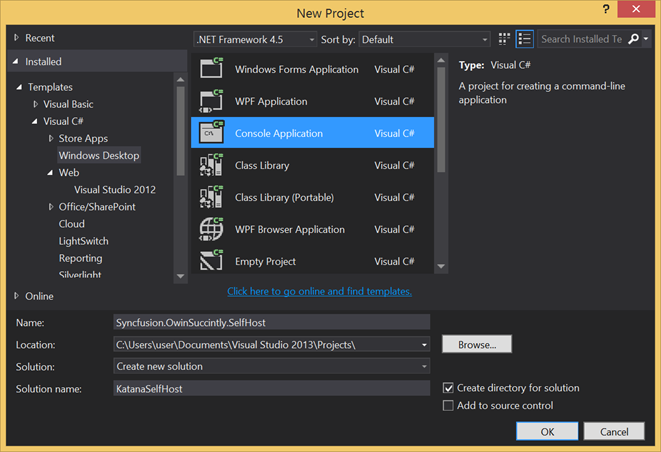 New Project
? ×
Recent
.NET Framework 4.5 Sort by: Default Search Installed Te
Installed
Templates
Visual Basic
Visual C#
Store Apps
Windows Desktop
Web
Visual Studio 2012
Office/SharePoint
Cloud
LightSwitch
Reporting
Silverlight
Online
C# Windows Forms Application Visual C#
C# WPF Application Visual C#
C# C:\ Console Application Visual C#
C# Class Library Visual C#
C# Class Library (Portable) Visual C#
C# WPF Browser Application Visual C#
C# Empty Project Visual C#
Click here to go online and find templates.
Type: Visual C#
A project for creating a command-line
application
Name: Syncfusion.OwinSuccintly.SelfHost
Location: C:\Users\user\Documents\Visual Studio 2013\Projects\ Browse...
Solution: Create new solution
Solution name: KatanaSelfHost
Create directory for solution
Add to source control
OK Cancel